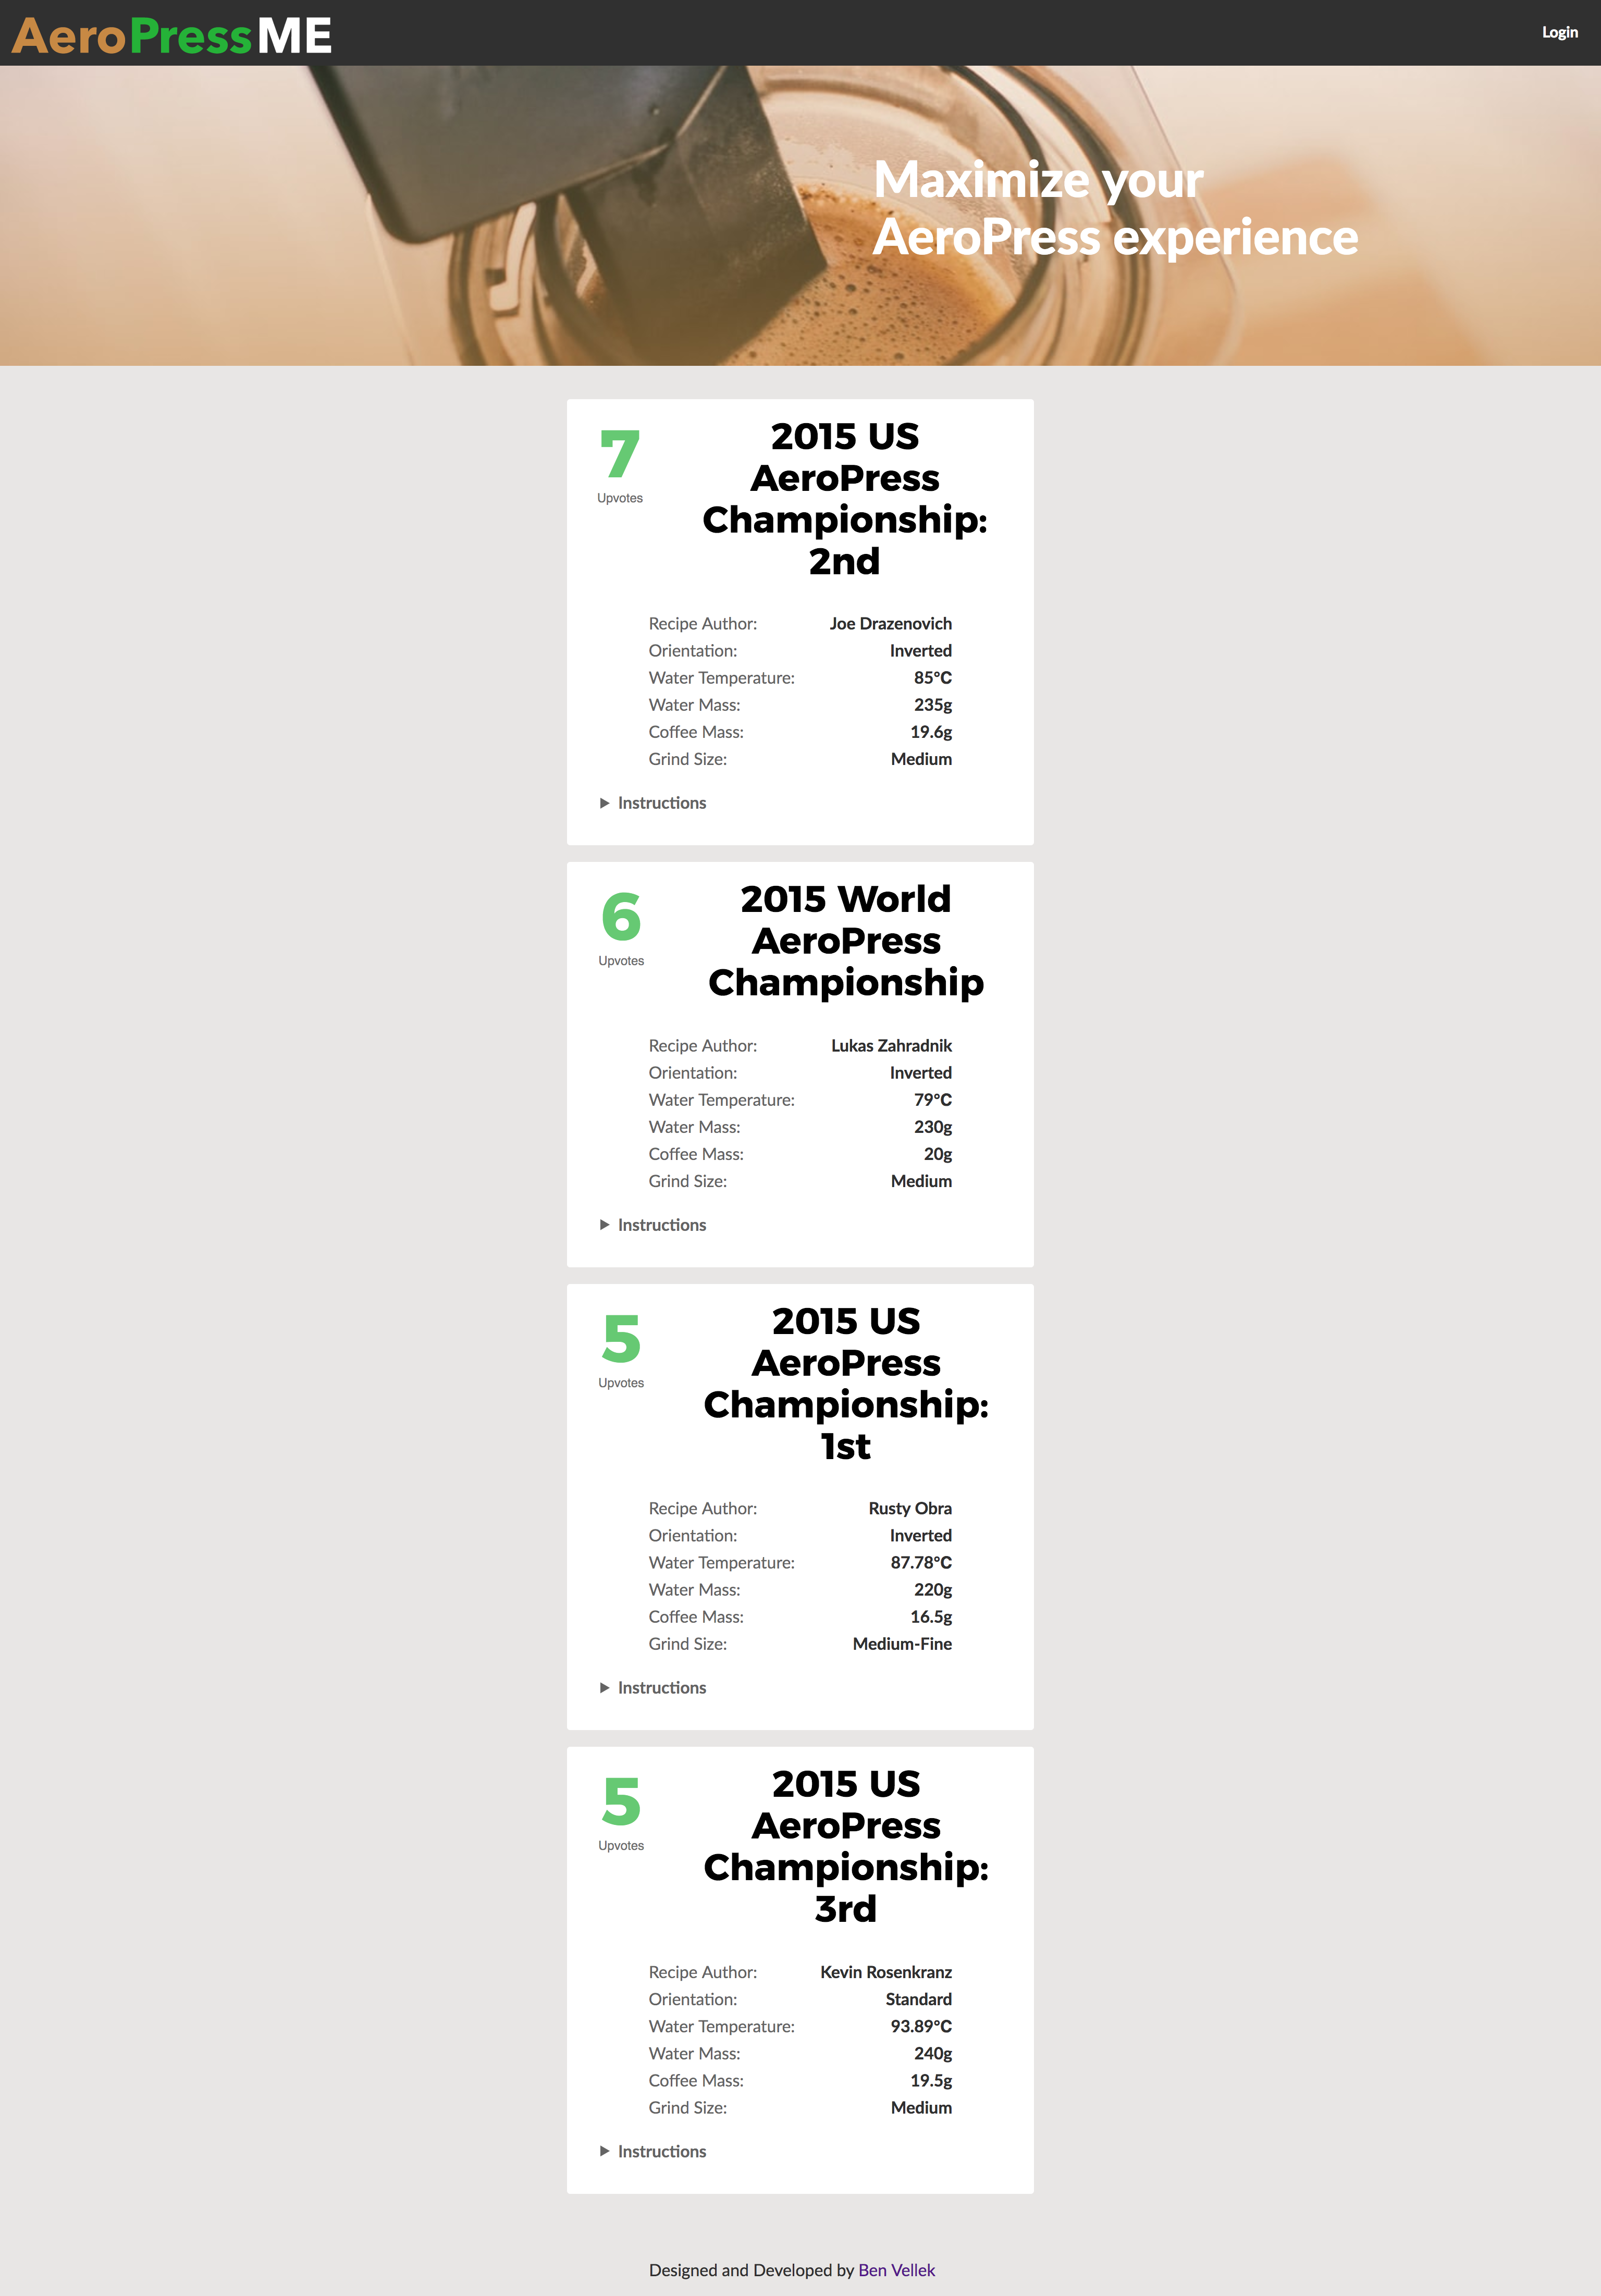 AeroPressME
Login
Maximize your
AeroPress experience
7
Upvotes
2015 US
AeroPress
Championship:
2nd
Recipe Author: Joe Drazenovich
Orientation: Inverted
Water Temperature: 85°C
Water Mass: 235g
Coffee Mass: 19.6g
Grind Size: Medium
Instructions
6
Upvotes
2015 World
AeroPress
Championship
Recipe Author: Lukas Zahradnik
Orientation: Inverted
Water Temperature: 79°C
Water Mass: 230g
Coffee Mass: 20g
Grind Size: Medium
Instructions
5
Upvotes
2015 US
AeroPress
Championship:
1st
Recipe Author: Rusty Obra
Orientation: Inverted
Water Temperature: 87.78°C
Water Mass: 220g
Coffee Mass: 16.5g
Grind Size: Medium-Fine
Instructions
5
Upvotes
2015 US
AeroPress
Championship:
3rd
Recipe Author: Kevin Rosenkranz
Orientation: Standard
Water Temperature: 93.89°C
Water Mass: 240g
Coffee Mass: 19.5g
Grind Size: Medium
Instructions
Designed and Developed by Ben Vellek